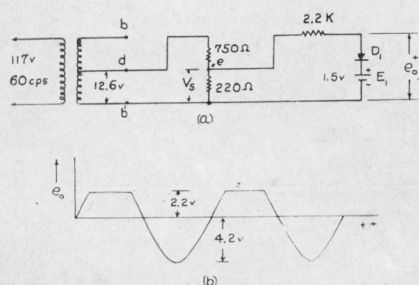 b
2.2 K
750Ω
117v
60 cps
d
e
D₁
e₀
+
12.6v
Vs
220Ω
1.5v
+
E₁
-
-
b
(a)
e₀
2.2v
4.2v
t
(b)